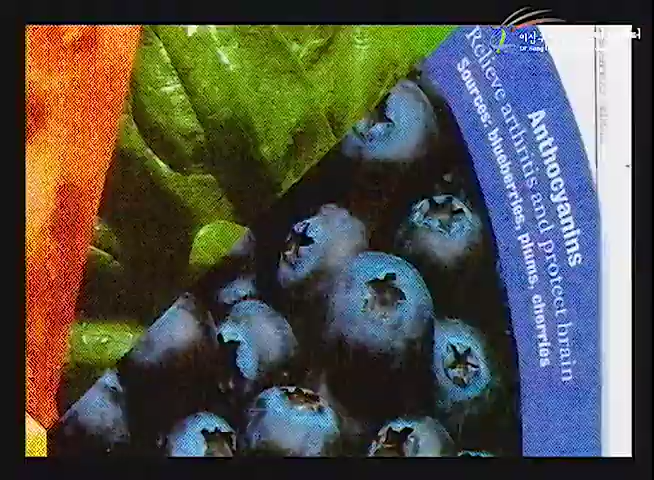 Anthocyanins
Relieve arthritis and protect brain
Sources: blueberries, plums, cherries